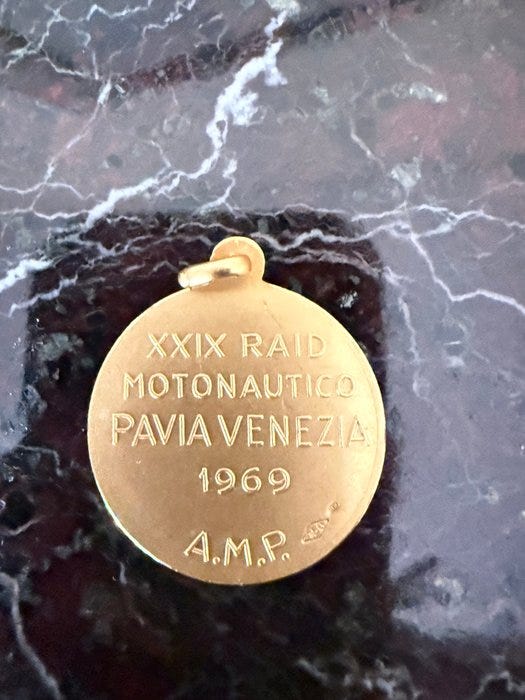 XXIX RAID
MOTONAUTICO
PAVIA VENEZIA
1969
A.M.P.